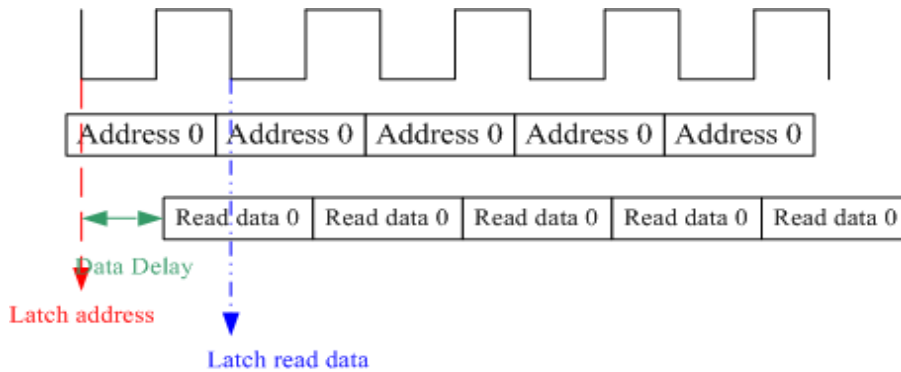 Address 0 Address 0 Address 0 Address 0 Address 0
Read data 0 Read data 0 Read data 0 Read data 0 Read data 0
Data Delay
Latch address
Latch read data